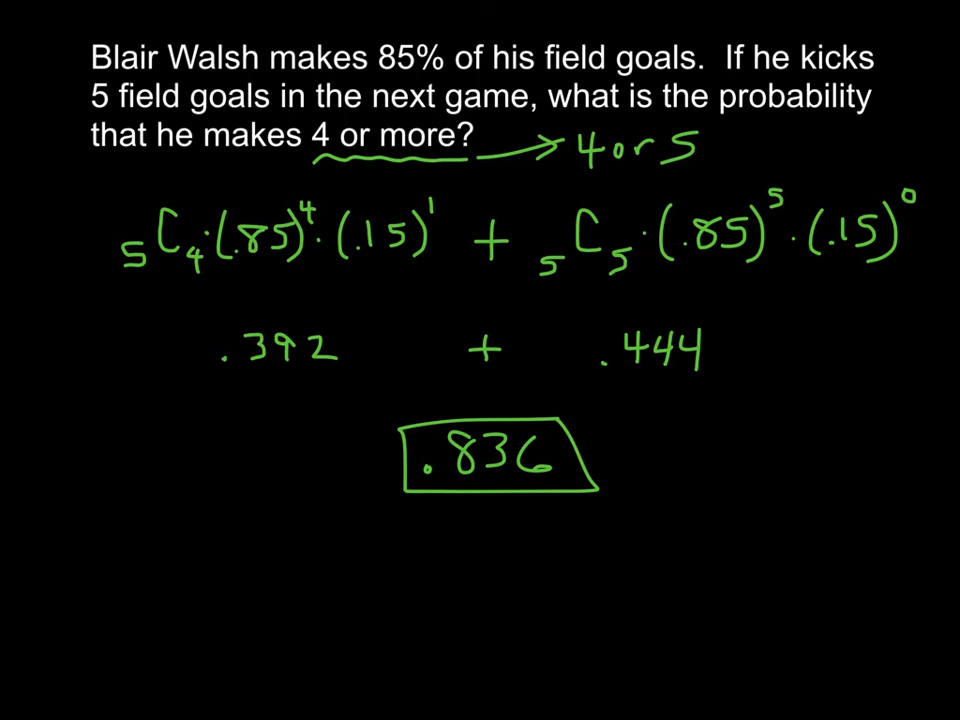 Blair Walsh makes 85% of his field goals. If he kicks
5 field goals in the next game, what is the probability
that he makes 4 or more?
4 or 5
₅C₄·(.85)⁴·(.15)¹ + ₅C₅·(.85)⁵·(.15)⁰
.392 + .444
.836